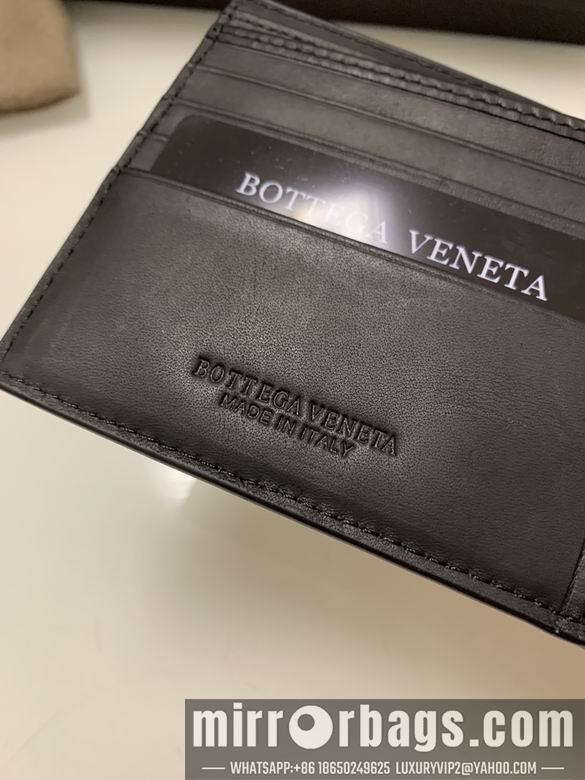 BOTTEGA VENETA
BOTTEGA VENETA
MADE IN ITALY
mirrorbags.com
WHATSAPP:+86 18650249625 LUXURYVIP2@YAHOO.COM